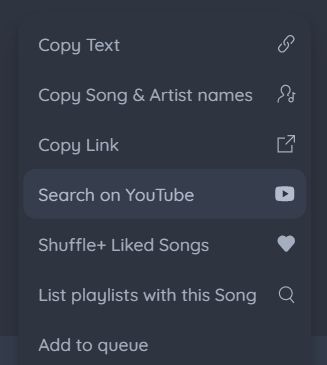 Copy Text
Copy Song & Artist names
Copy Link
Search on YouTube
Shuffle+ Liked Songs
List playlists with this Song
Add to queue